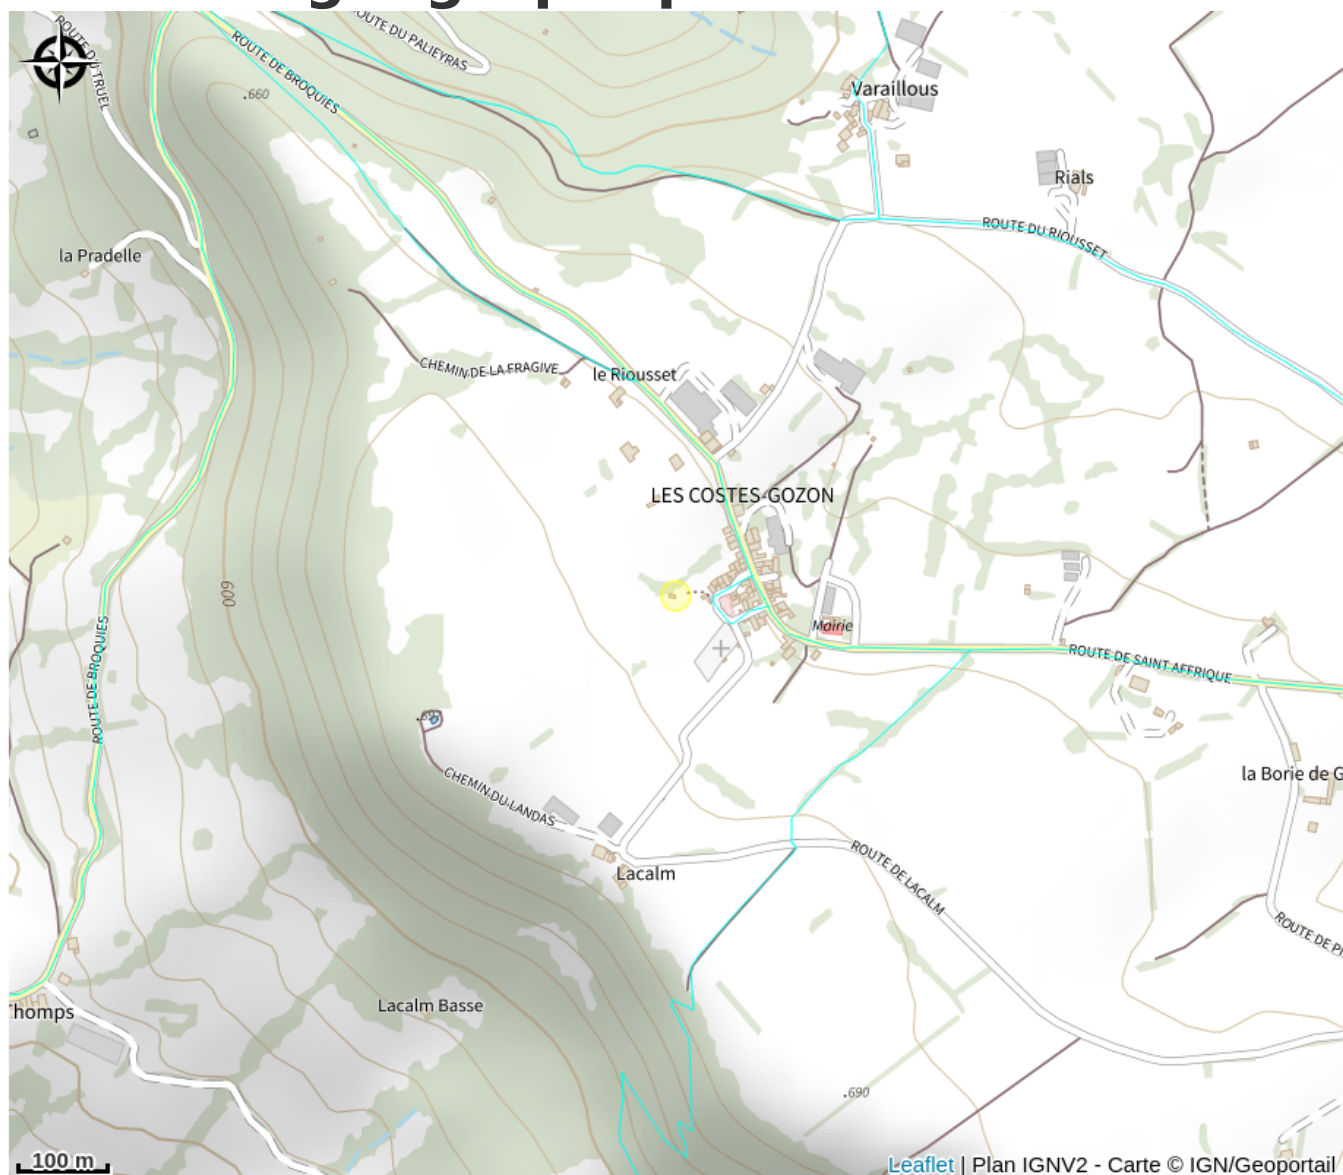 ROUTE DU TRUEL
ROUTE DU PALIEYRAS
ROUTE DE BROQUIES
.660
Varaillous
Rials
ROUTE DU RIOUSSET
la Pradelle
CHEMIN DE LA FRAGIVE
le Riousset
LES COSTES-GOZON
600
Mairie
ROUTE DE BROQUIES
ROUTE DE SAINT AFFRIQUE
la Borie de G
CHEMIN DU LANDAS
Lacalm
ROUTE DE LACALM
ROUTE DE P
Lacalm Basse
Thomps
.690
100 m
Leaflet | Plan IGNV2 - Carte © IGN/Geoportail